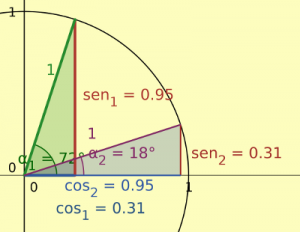 1
1
sen₁ = 0.95
1
α₁ = 72° α₂ = 18° sen₂ = 0.31
0
0 cos₂ = 0.95 1
cos₁ = 0.31